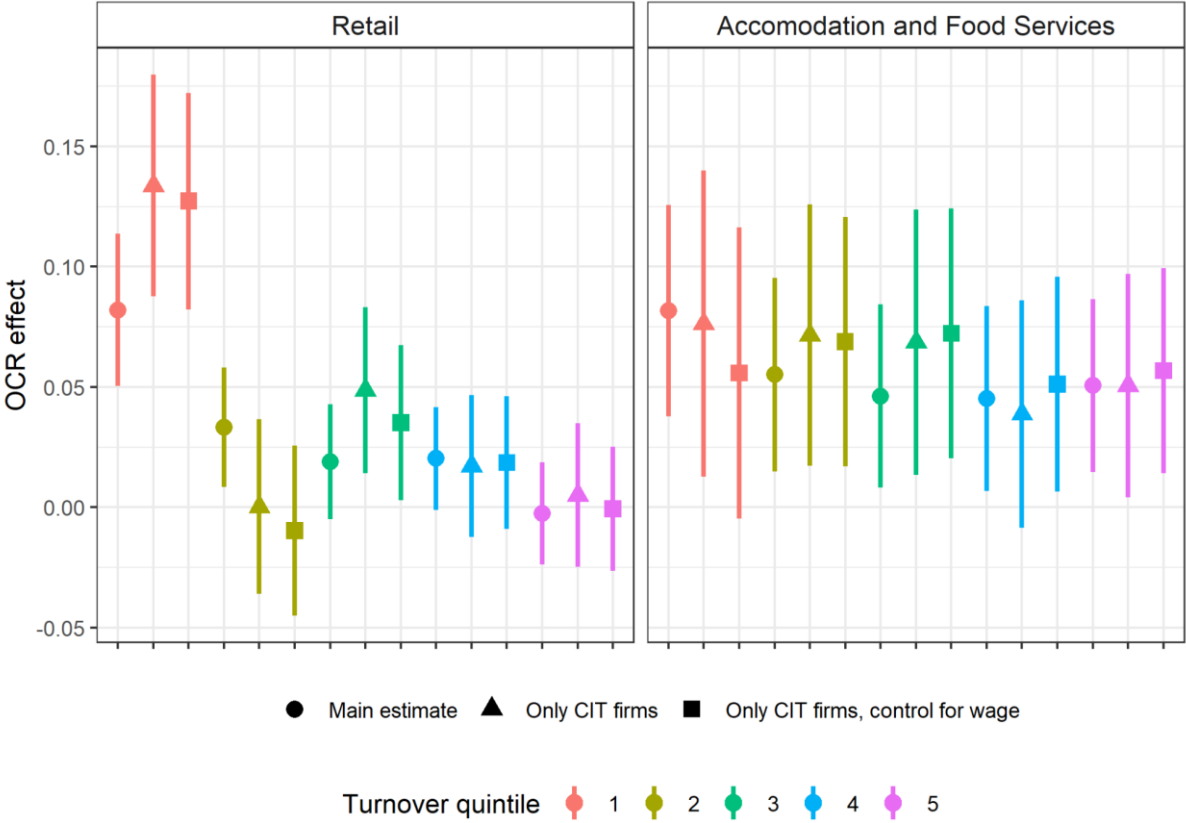 Retail
Accomodation and Food Services
OCR effect
0.15
0.10
0.05
0.00
-0.05
Main estimate Only CIT firms Only CIT firms, control for wage
Turnover quintile 1 2 3 4 5